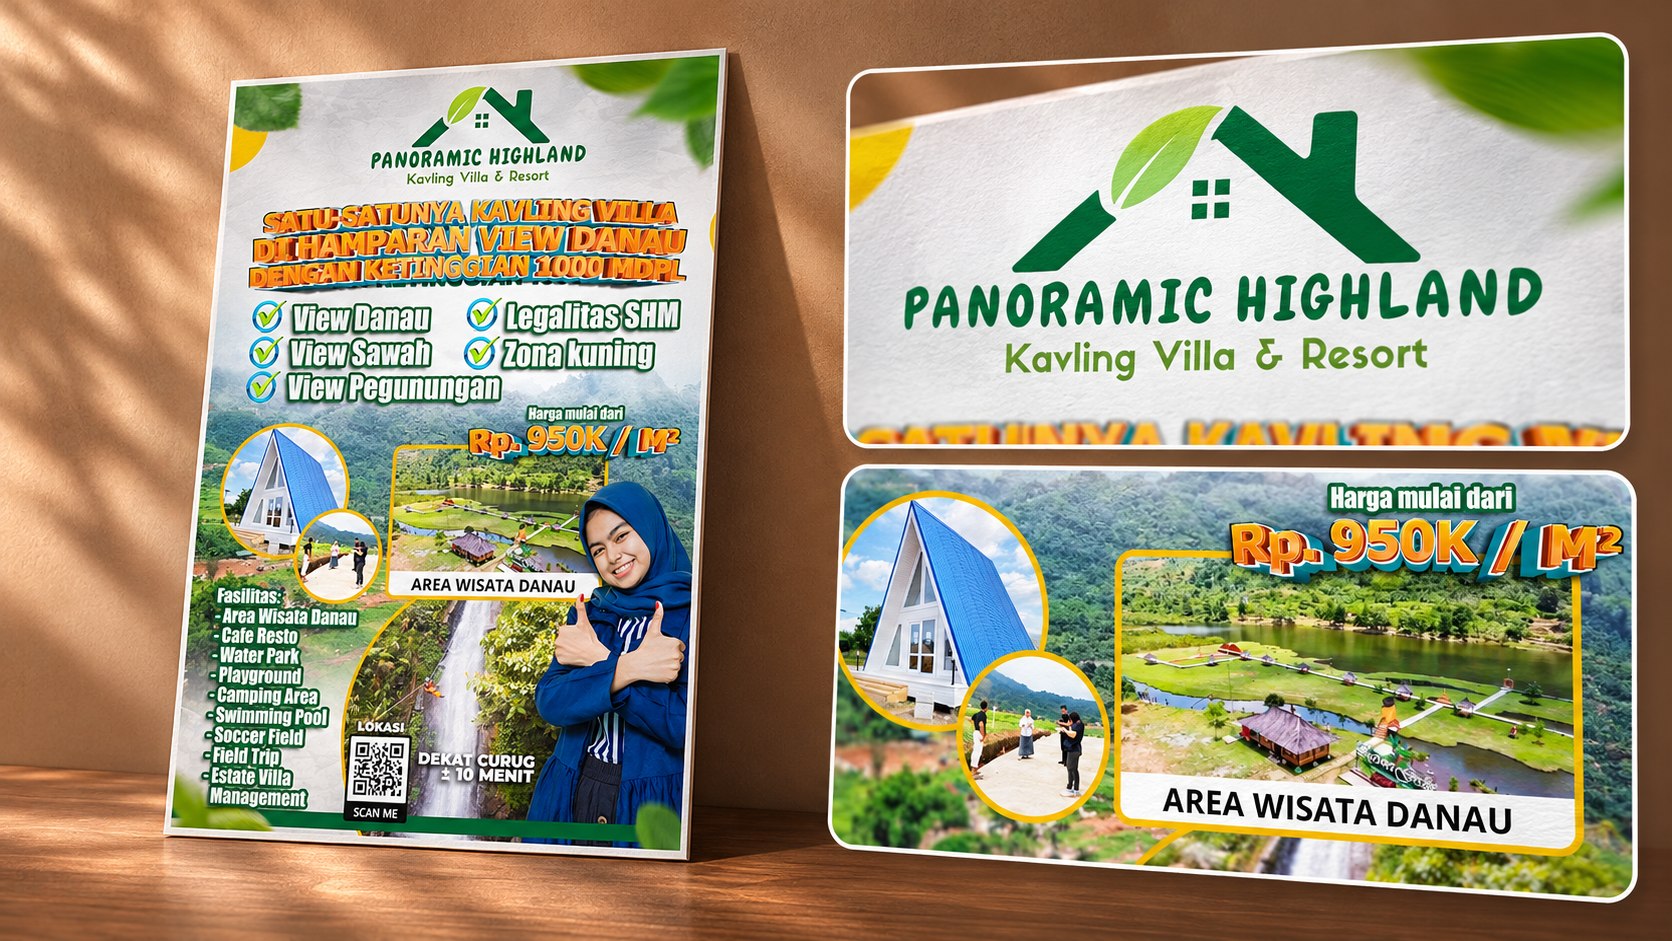 PANORAMIC HIGHLAND
Kavling Villa & Resort
SATU-SATUNYA KAVLING VILLA
DI HAMPARAN VIEW DANAU
DENGAN KETINGGIAN 1000 MDPL
View Danau
View Sawah
View Pegunungan
Legalitas SHM
Zona kuning
Harga mulai dari
Rp. 950K / M²
AREA WISATA DANAU
Fasilitas:
- Area Wisata Danau
- Cafe Resto
- Water Park
- Playground
- Camping Area
- Swimming Pool
- Soccer Field
- Field Trip
- Estate Villa
Management
LOKASI
SCAN ME
DEKAT CURUG
± 10 MENIT
PANORAMIC HIGHLAND
Kavling Villa & Resort
SATUNYA KAVLING
Harga mulai dari
Rp. 950K / M²
AREA WISATA DANAU